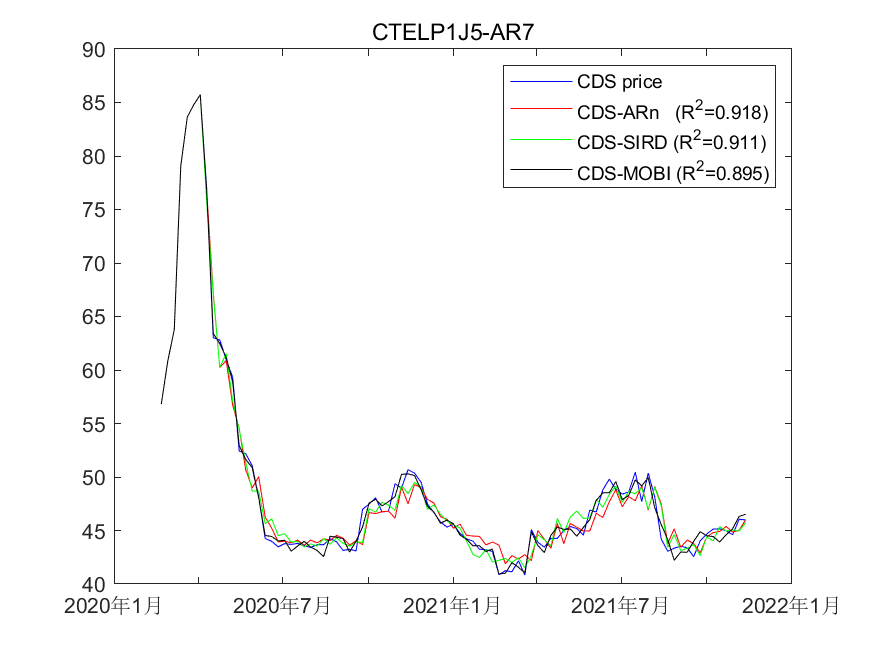 CTELP1J5-AR7
90
85
80
75
70
65
60
55
50
45
40
CDS price
CDS-ARn (R²=0.918)
CDS-SIRD (R²=0.911)
CDS-MOBI (R²=0.895)
2020年1月
2020年7月
2021年1月
2021年7月
2022年1月